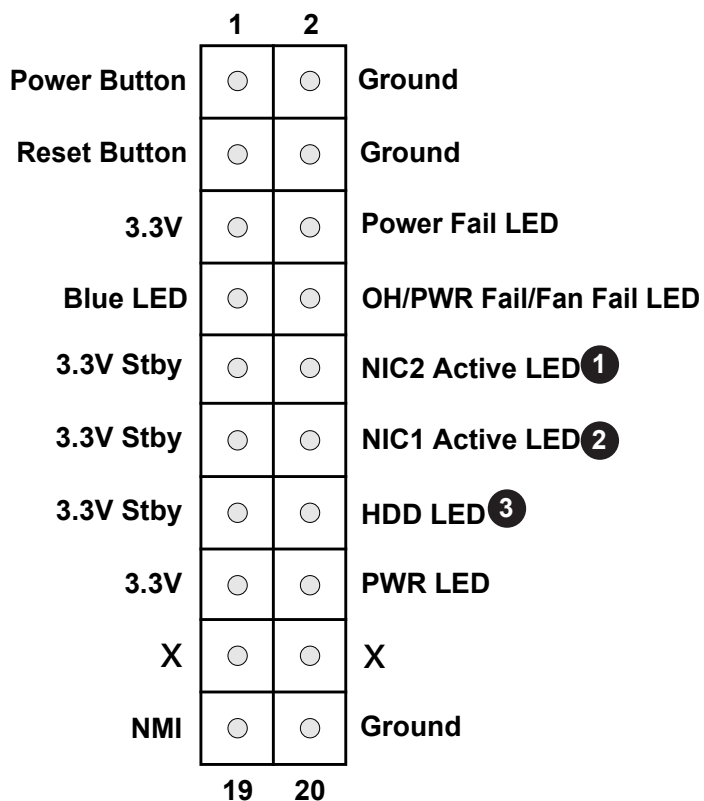 1 2
Power Button Ground
Reset Button Ground
3.3V Power Fail LED
Blue LED OH/PWR Fail/Fan Fail LED
3.3V Stby NIC2 Active LED 1
3.3V Stby NIC1 Active LED 2
3.3V Stby HDD LED 3
3.3V PWR LED
X X
NMI Ground
19 20